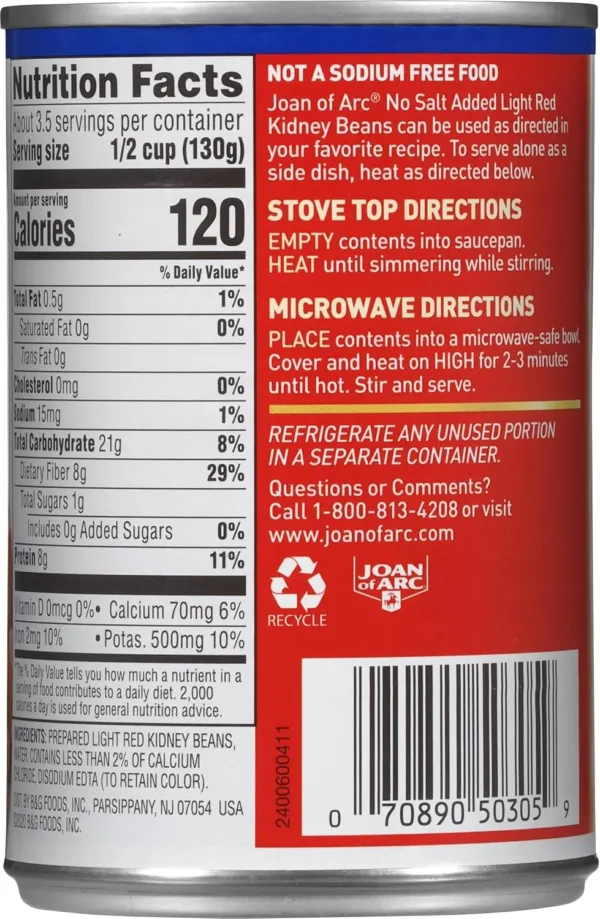 Nutrition Facts
About 3.5 servings per container
Serving size 1/2 cup (130g)
Amount per serving
Calories 120
% Daily Value*
Total Fat 0.5g 1%
Saturated Fat 0g 0%
Trans Fat 0g
Cholesterol 0mg 0%
Sodium 15mg 1%
Total Carbohydrate 21g 8%
Dietary Fiber 8g 29%
Total Sugars 1g
Includes 0g Added Sugars 0%
Protein 8g 11%
Vitamin D 0mcg 0% • Calcium 70mg 6%
Iron 2mg 10% • Potas. 500mg 10%
*The % Daily Value tells you how much a nutrient in a
serving of food contributes to a daily diet. 2,000
calories a day is used for general nutrition advice.
INGREDIENTS: PREPARED LIGHT RED KIDNEY BEANS,
WATER, CONTAINS LESS THAN 2% OF CALCIUM
CHLORIDE, DISODIUM EDTA (TO RETAIN COLOR).
DIST. BY B&G FOODS, INC., PARSIPPANY, NJ 07054 USA
©2020 B&G FOODS, INC.
NOT A SODIUM FREE FOOD
Joan of Arc® No Salt Added Light Red
Kidney Beans can be used as directed in
your favorite recipe. To serve alone as a
side dish, heat as directed below.
STOVE TOP DIRECTIONS
EMPTY contents into saucepan.
HEAT until simmering while stirring.
MICROWAVE DIRECTIONS
PLACE contents into a microwave-safe bowl.
Cover and heat on HIGH for 2-3 minutes
until hot. Stir and serve.
REFRIGERATE ANY UNUSED PORTION
IN A SEPARATE CONTAINER.
Questions or Comments?
Call 1-800-813-4208 or visit
www.joanofarc.com
RECYCLE
JOAN
of ARC
2400600411
0 70890 50305 9